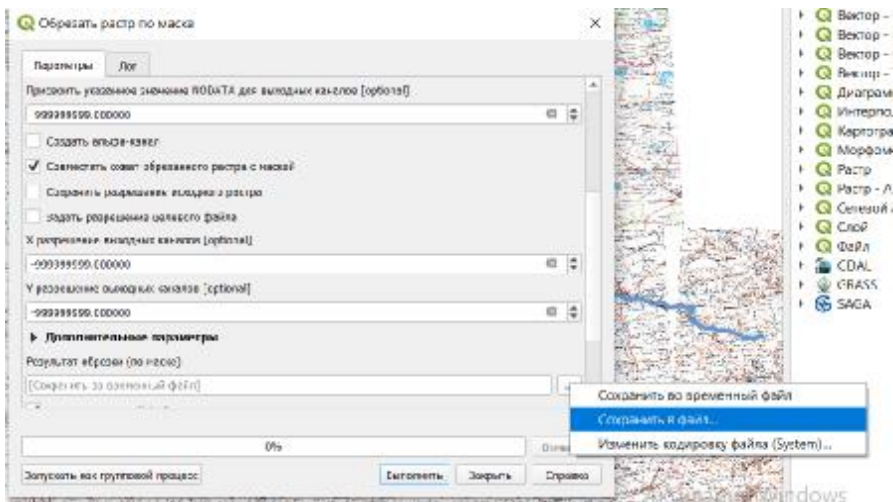 Обрезать растр по маске
Параметры Лог
Присвоить указанное значение NODATA для выходных каналов [optional]
Создать альфа-канал
Совместить охват обрезанного растра с маской
Сохранить разрешение исходного растра
Задать разрешение целевого файла
X разрешение выходных каналов [optional]
-999999999.000000
Y разрешение выходных каналов [optional]
-999999999.000000
Дополнительные параметры
Результат обрезки (по маске)
[Сохранить во временный файл]
...
0%
Запускать как групповой процесс
Выполнить Закрыть Справка
Сохранить во временный файл
Сохранить в файл...
Изменить кодировку файла (System)...
Вектор -
Вектор -
Вектор -
Вектор -
Растр
Растр - А
Сетевой
Слой
Файл
GDAL
GRASS
SAGA